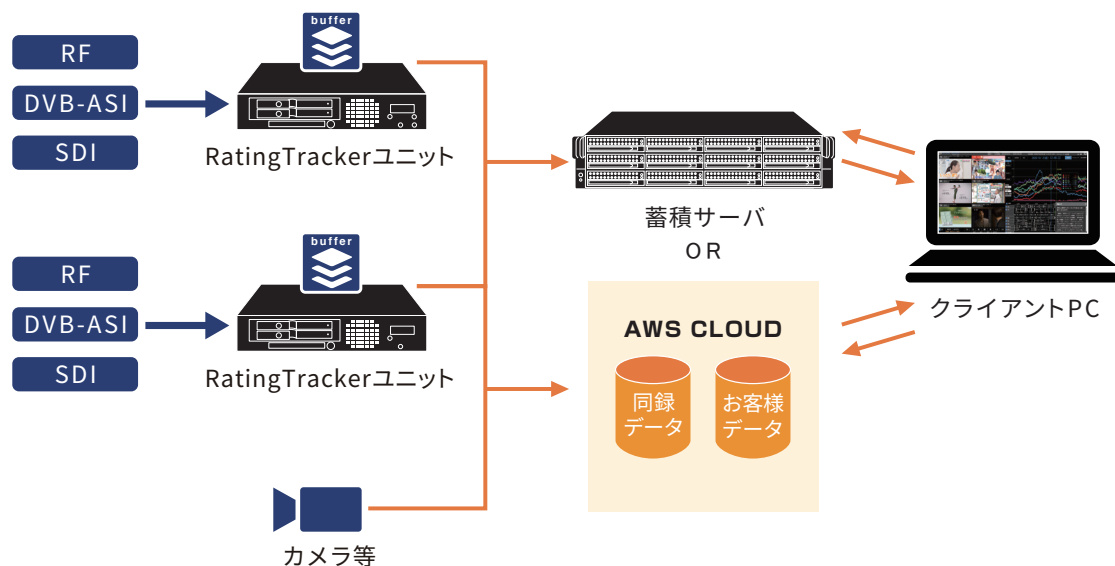 buffer
RF
DVB-ASI
SDI
RatingTrackerユニット
buffer
RF
DVB-ASI
SDI
RatingTrackerユニット
カメラ等
蓄積サーバ
OR
AWS CLOUD
同録
データ
お客様
データ
クライアントPC